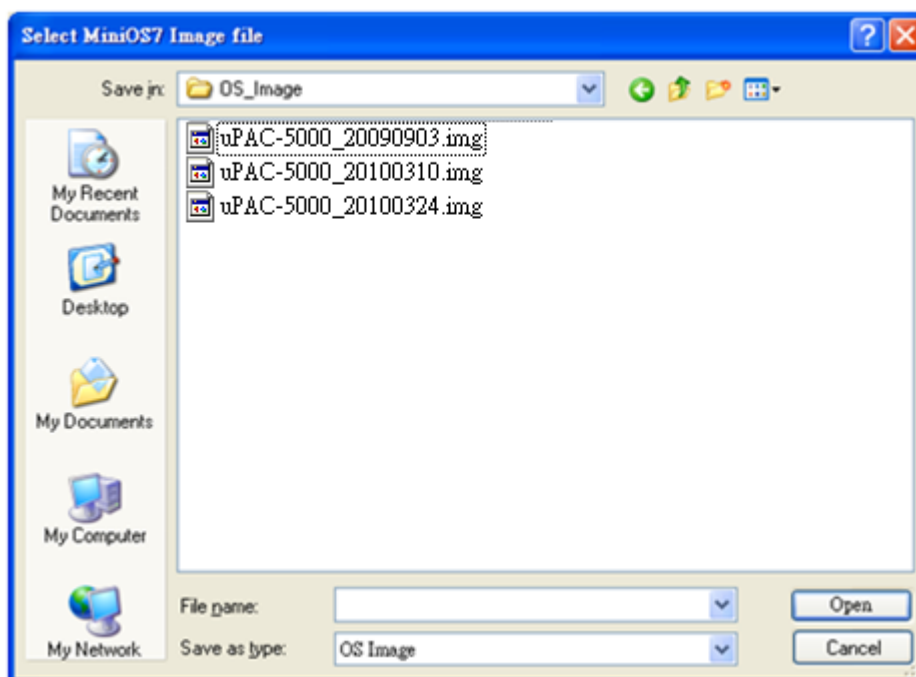 Select MiniOS7 Image file
Save in:
OS_Image
uPAC-5000_20090903.img
uPAC-5000_20100310.img
uPAC-5000_20100324.img
My Recent
Documents
Desktop
My Documents
My Computer
My Network
File name:
Open
Save as type:
OS Image
Cancel